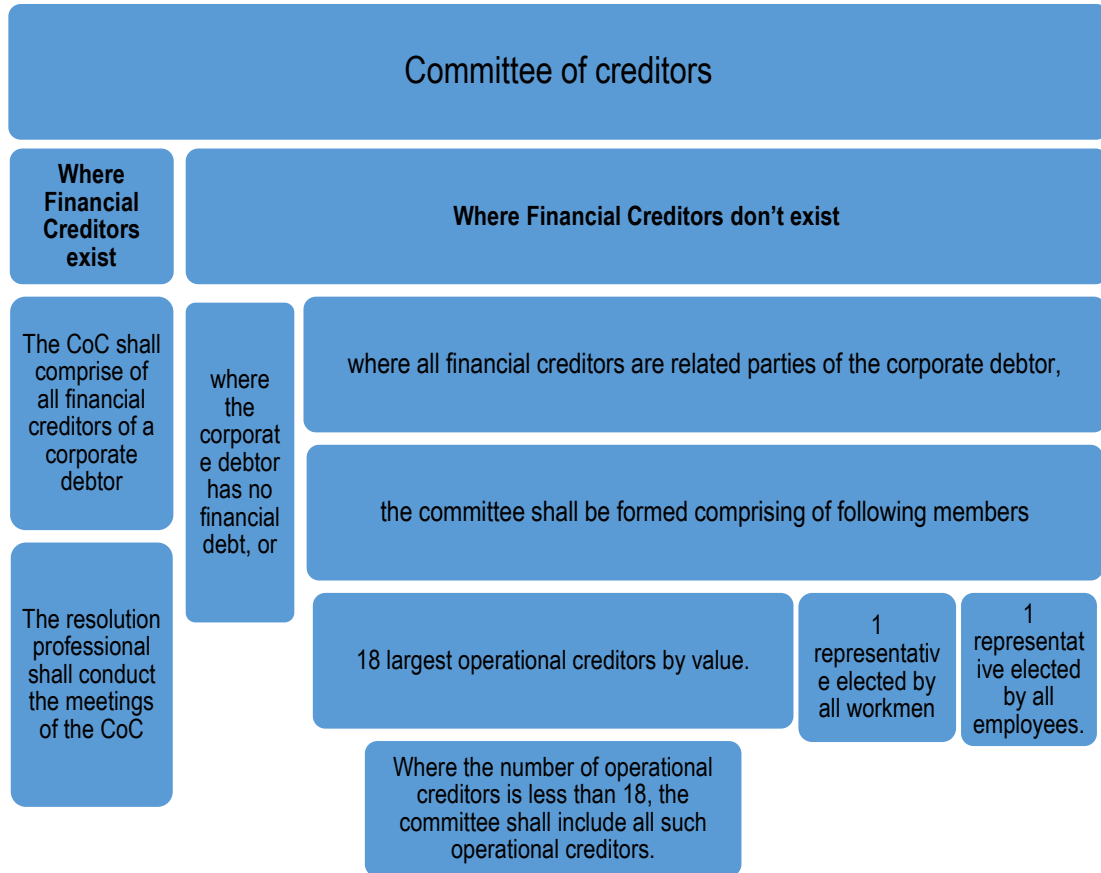 Committee of creditors
Where
Financial
Creditors
exist
Where Financial Creditors don’t exist
The CoC shall
comprise of
all financial
creditors of a
corporate
debtor
The resolution
professional
shall conduct
the meetings
of the CoC
where
the
corporat
e debtor
has no
financial
debt, or
where all financial creditors are related parties of the corporate debtor,
the committee shall be formed comprising of following members
18 largest operational creditors by value.
1
representativ
e elected by
all workmen
1
representat
ive elected
by all
employees.
Where the number of operational
creditors is less than 18, the
committee shall include all such
operational creditors.